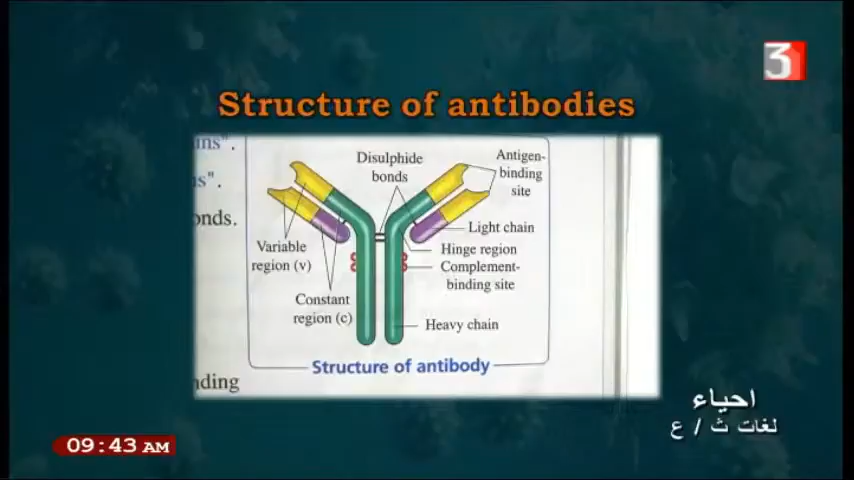 3
Structure of antibodies
ins".
s".
onds.
Disulphide
bonds
Antigen-
binding
site
Light chain
Variable
region (v)
Hinge region
Complement-
binding site
Constant
region (c)
Heavy chain
Structure of antibody
nding
احياء
لغات ث / ع
09:43 AM